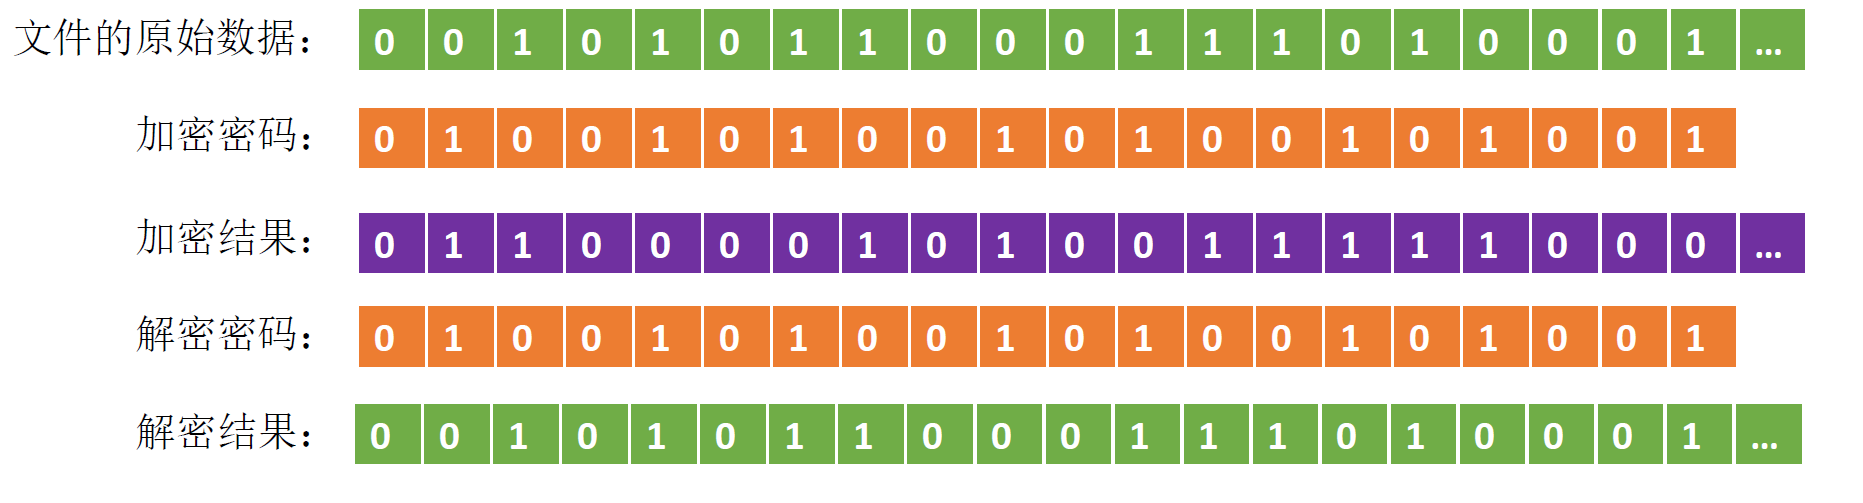 文件的原始数据： 0 0 1 0 1 0 1 1 0 0 0 1 1 1 0 1 0 0 0 1 ...
加密密码： 0 1 0 0 1 0 1 0 0 1 0 1 0 0 1 0 1 0 0 1
加密结果： 0 1 1 0 0 0 0 1 0 1 0 0 1 1 1 1 1 0 0 0 ...
解密密码： 0 1 0 0 1 0 1 0 0 1 0 1 0 0 1 0 1 0 0 1
解密结果： 0 0 1 0 1 0 1 1 0 0 0 1 1 1 0 1 0 0 0 1 ...